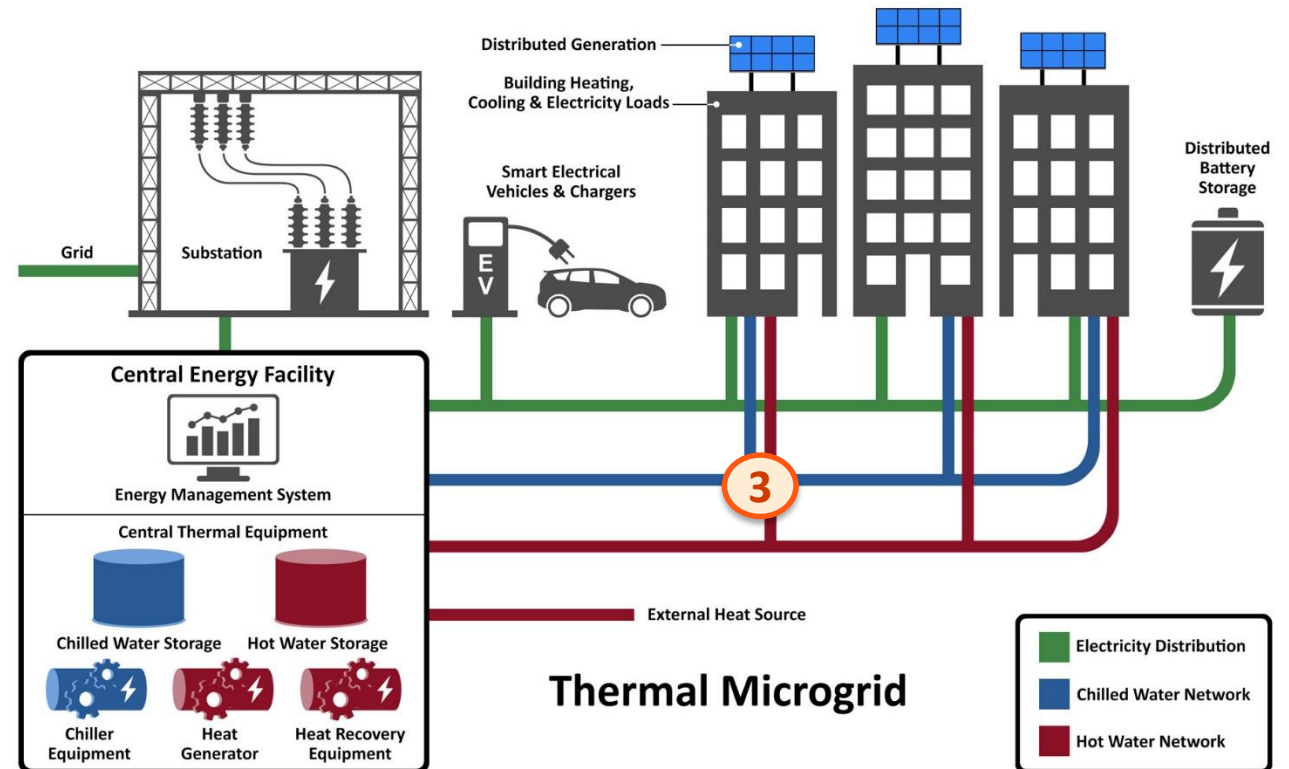 Distributed Generation
Building Heating,
Cooling & Electricity Loads
Smart Electrical
Vehicles & Chargers
Distributed
Battery
Storage
Grid
Substation
E
V
Central Energy Facility
Energy Management System
Central Thermal Equipment
Chilled Water Storage
Hot Water Storage
Chiller
Equipment
Heat
Generator
Heat Recovery
Equipment
3
External Heat Source
Thermal Microgrid
Electricity Distribution
Chilled Water Network
Hot Water Network